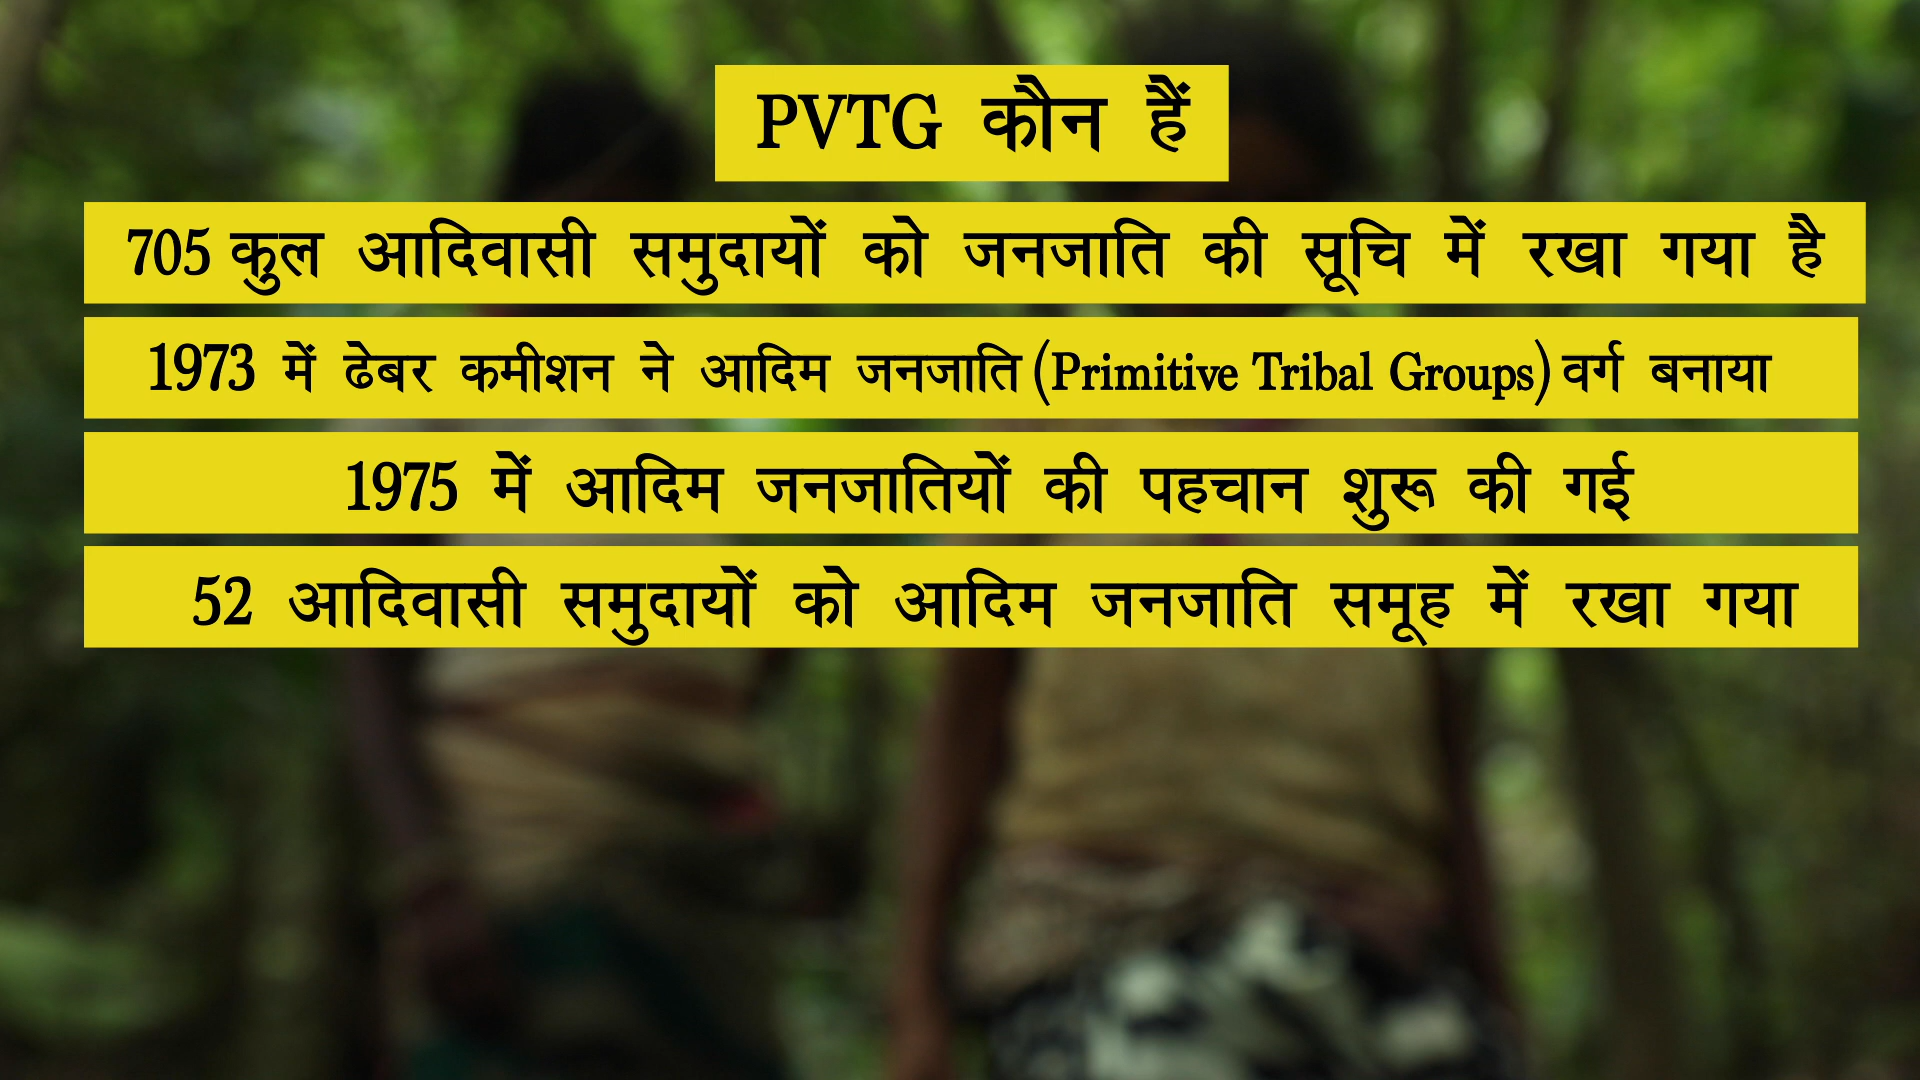 PVTG कौन हैं
705 कुल आदिवासी समुदायों को जनजाति की सूचि में रखा गया है
1973 में ढेबर कमीशन ने आदिम जनजाति (Primitive Tribal Groups) वर्ग बनाया
1975 में आदिम जनजातियों की पहचान शुरू की गई
52 आदिवासी समुदायों को आदिम जनजाति समूह में रखा गया